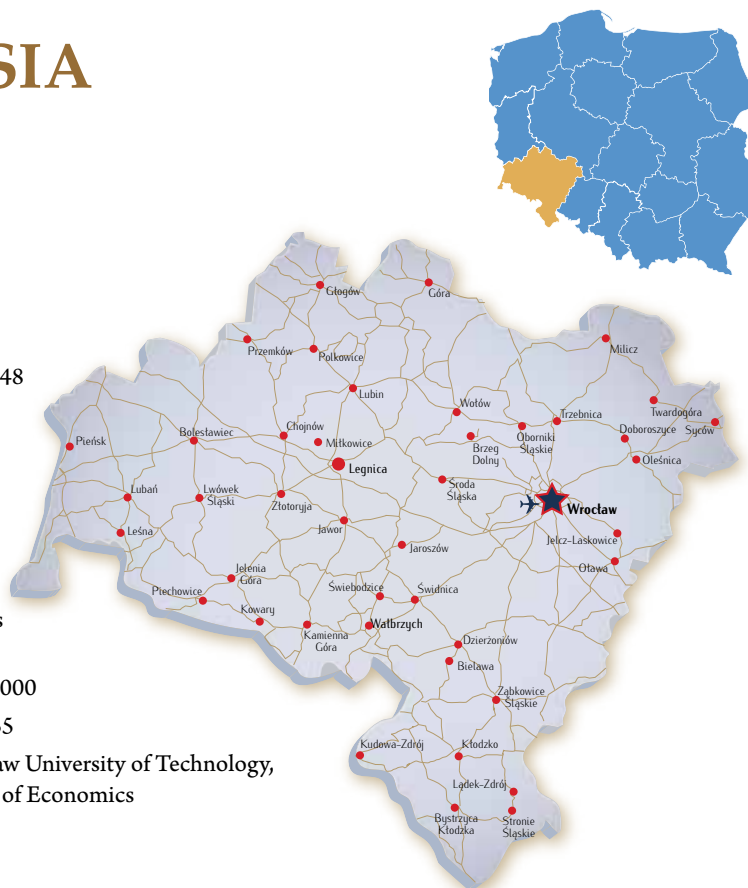 SIA
48
Głogów
Góra
Przemków
Polkowice
Milicz
Lubin
Wołów
Trzebnica
Twardogóra
Syców
Pieńsk
Bolesławiec
Chojnów
Miłkowice
Brzeg
Dolny
Oborniki
Śląskie
Doboroszyce
Oleśnica
Legnica
Lubań
Lwówek
Śląski
Złotoryja
Środa
Śląska
Wrocław
Leśna
Jawor
Jaroszów
Jelcz-Laskowice
Oława
Jelenia
Góra
Piechowice
Świebodzice
Świdnica
Kowary
Kamienna
Góra
Wałbrzych
Dzierżoniów
Bielawa
Ząbkowice
Śląskie
s
000
5
aw University of Technology,
of Economics
Kudowa-Zdrój
Kłodzko
Lądek-Zdrój
Bystrzyca
Kłodzka
Stronie
Śląskie